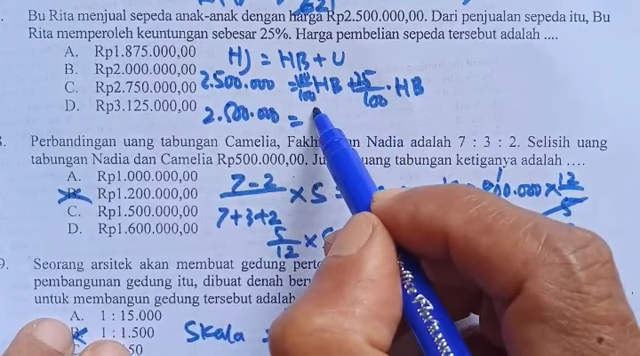 621
Bu Rita menjual sepeda anak-anak dengan harga Rp2.500.000,00. Dari penjualan sepeda itu, Bu
Rita memperoleh keuntungan sebesar 25%. Harga pembelian sepeda tersebut adalah ....
A. Rp1.875.000,00
B. Rp2.000.000,00
C. Rp2.750.000,00
D. Rp3.125.000,00
HJ = HB + U
2.500.000 = 100/100 HB + 25/100 . HB
2.500.000 =
8. Perbandingan uang tabungan Camelia, Nadia adalah 7 : 3 : 2. Selisih uang
tabungan Nadia dan Camelia Rp500.000,00. uang tabungan ketiganya adalah ....
A. Rp1.000.000,00
B. Rp1.200.000,00
C. Rp1.500.000,00
D. Rp1.600.000,00
7-2/7+3+2 × S =
.000 × 12/5
5/12 × S
9. Seorang arsitek akan membuat gedung
pembangunan gedung itu, dibuat denah
untuk membangun gedung tersebut adalah
A. 1 : 15.000
B. 1 : 1.500
50
Skala =